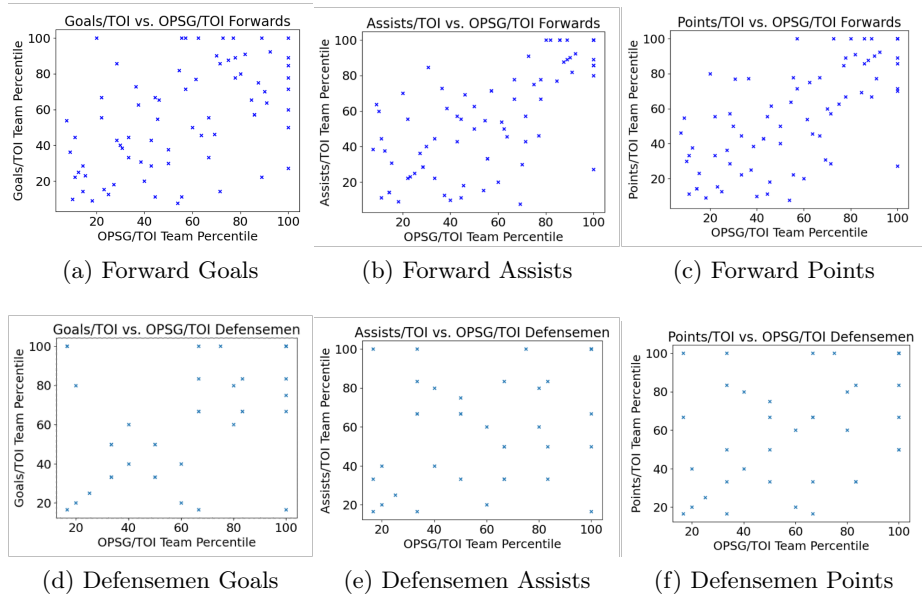 Goals/TOI vs. OPSG/TOI Forwards
Goals/TOI Team Percentile
100
80
60
40
20
20 40 60 80 100
OPSG/TOI Team Percentile
(a) Forward Goals
Assists/TOI vs. OPSG/TOI Forwards
Assists/TOI Team Percentile
100
80
60
40
20
20 40 60 80 100
OPSG/TOI Team Percentile
(b) Forward Assists
Points/TOI vs. OPSG/TOI Forwards
Points/TOI Team Percentile
100
80
60
40
20
20 40 60 80 100
OPSG/TOI Team Percentile
(c) Forward Points
Goals/TOI vs. OPSG/TOI Defensemen
Goals/TOI Team Percentile
100
80
60
40
20
20 40 60 80 100
OPSG/TOI Team Percentile
(d) Defensemen Goals
Assists/TOI vs. OPSG/TOI Defensemen
Assists/TOI Team Percentile
100
80
60
40
20
20 40 60 80 100
OPSG/TOI Team Percentile
(e) Defensemen Assists
Points/TOI vs. OPSG/TOI Defensemen
Points/TOI Team Percentile
100
80
60
40
20
20 40 60 80 100
OPSG/TOI Team Percentile
(f) Defensemen Points